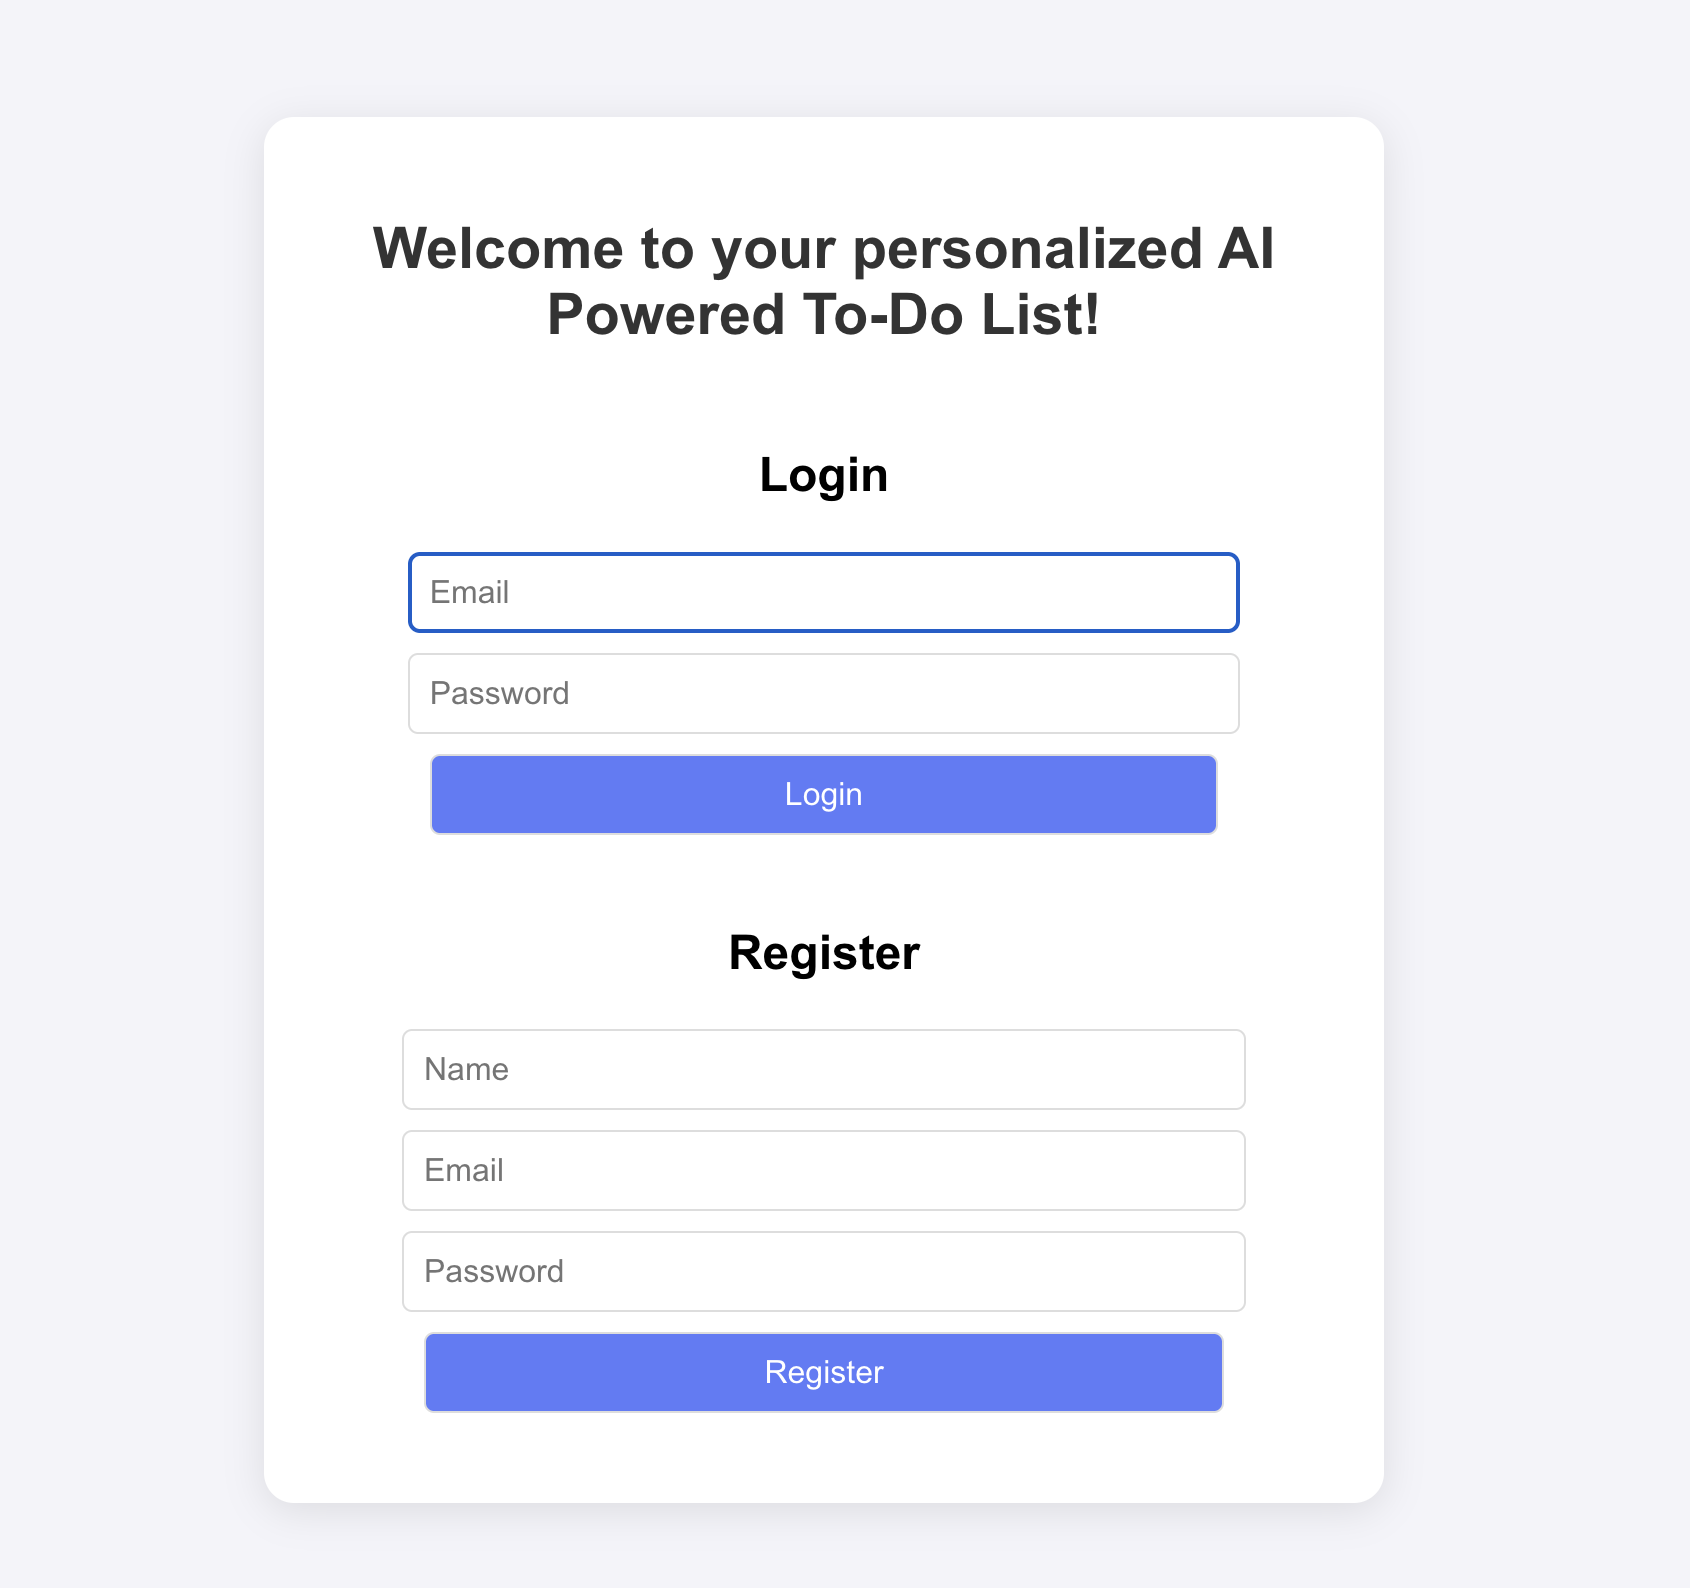 Welcome to your personalized AI
Powered To-Do List!
Login
Email
Password
Login
Register
Name
Email
Password
Register